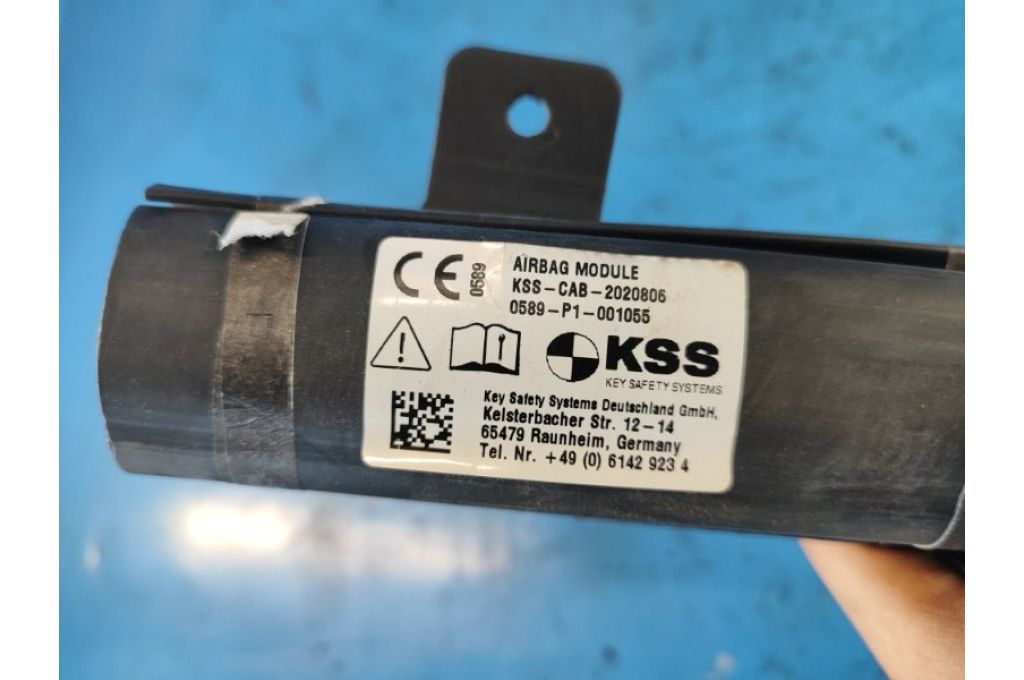 CE 0589
AIRBAG MODULE
KSS-CAB-2020806
0589-P1-001055
KSS
KEY SAFETY SYSTEMS
Key Safety Systems Deutschland GmbH,
Kelsterbacher Str. 12-14
65479 Raunheim, Germany
Tel. Nr. +49 (0) 6142 923 4